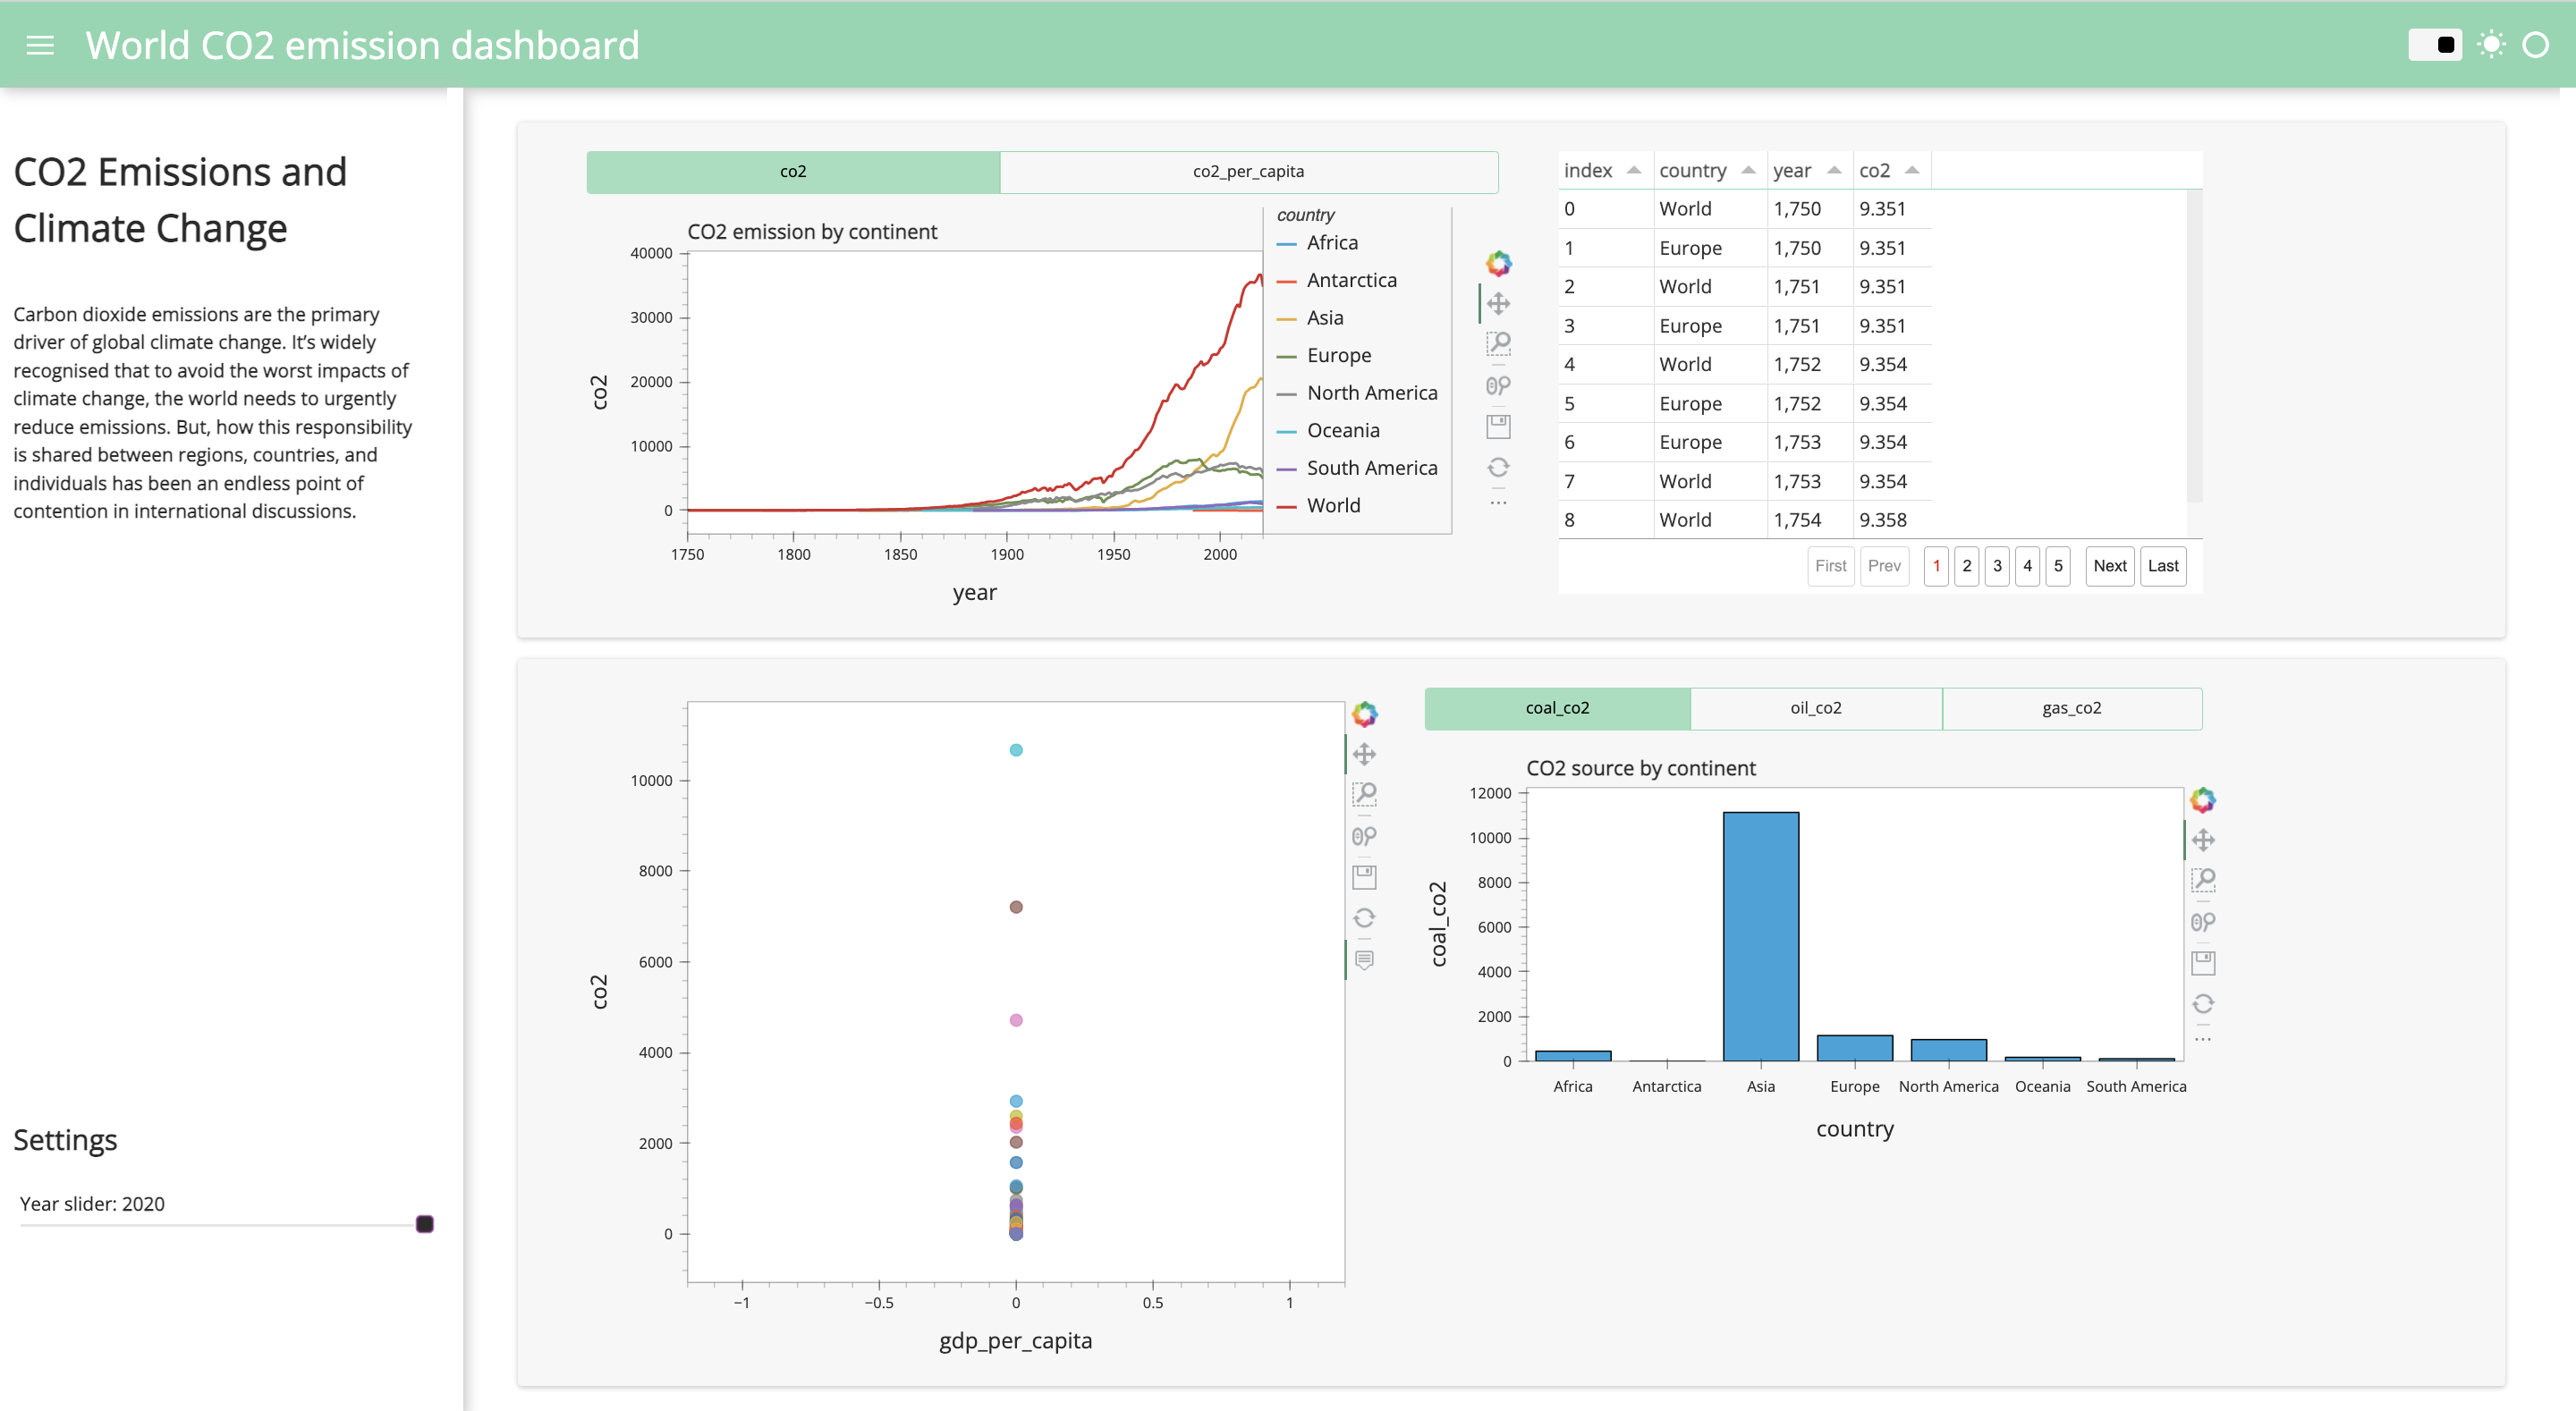 World CO2 emission dashboard
CO2 Emissions and
Climate Change
Carbon dioxide emissions are the primary
driver of global climate change. It’s widely
recognised that to avoid the worst impacts of
climate change, the world needs to urgently
reduce emissions. But, how this responsibility
is shared between regions, countries, and
individuals has been an endless point of
contention in international discussions.
Settings
Year slider: 2020
co2 co2_per_capita
CO2 emission by continent
co2
40000
30000
20000
10000
0
1750 1800 1850 1900 1950 2000
year
country
Africa
Antarctica
Asia
Europe
North America
Oceania
South America
World
index country year co2
0 World 1,750 9.351
1 Europe 1,750 9.351
2 World 1,751 9.351
3 Europe 1,751 9.351
4 World 1,752 9.354
5 Europe 1,752 9.354
6 Europe 1,753 9.354
7 World 1,753 9.354
8 World 1,754 9.358
First Prev 1 2 3 4 5 Next Last
co2
10000
8000
6000
4000
2000
0
−1 −0.5 0 0.5 1
gdp_per_capita
coal_co2 oil_co2 gas_co2
CO2 source by continent
coal_co2
12000
10000
8000
6000
4000
2000
0
Africa Antarctica Asia Europe North America Oceania South America
country